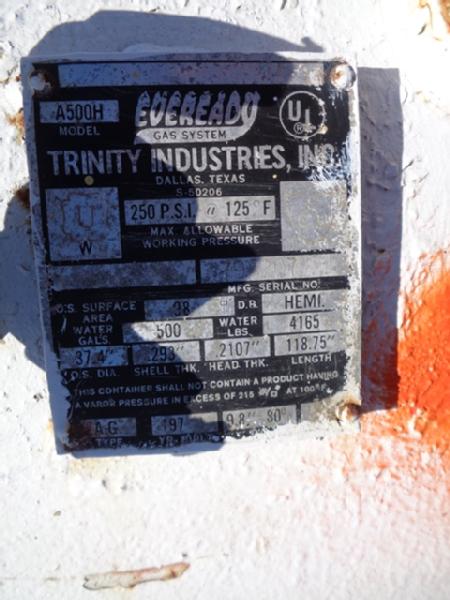 A500H EVEREADY UL
MODEL GAS SYSTEM
TRINITY INDUSTRIES, INC.
DALLAS, TEXAS
S-50206
U 250 P.S.I. " 125° F
W MAX. ALLOWABLE
WORKING PRESSURE
MFG. SERIAL NO.
O.S. SURFACE 98 D.R. HEMI.
AREA
WATER 500 WATER 4165
GALS. LBS.
37.4" .293" 2107" 118.75"
O.S. DIA. SHELL THK. HEAD THK. LENGTH
THIS CONTAINER SHALL NOT CONTAIN A PRODUCT HAVING
A VAPOR PRESSURE IN EXCESS OF 215 AT 100°F.
A.G. 197 9.8" 30"
TYPE YR.